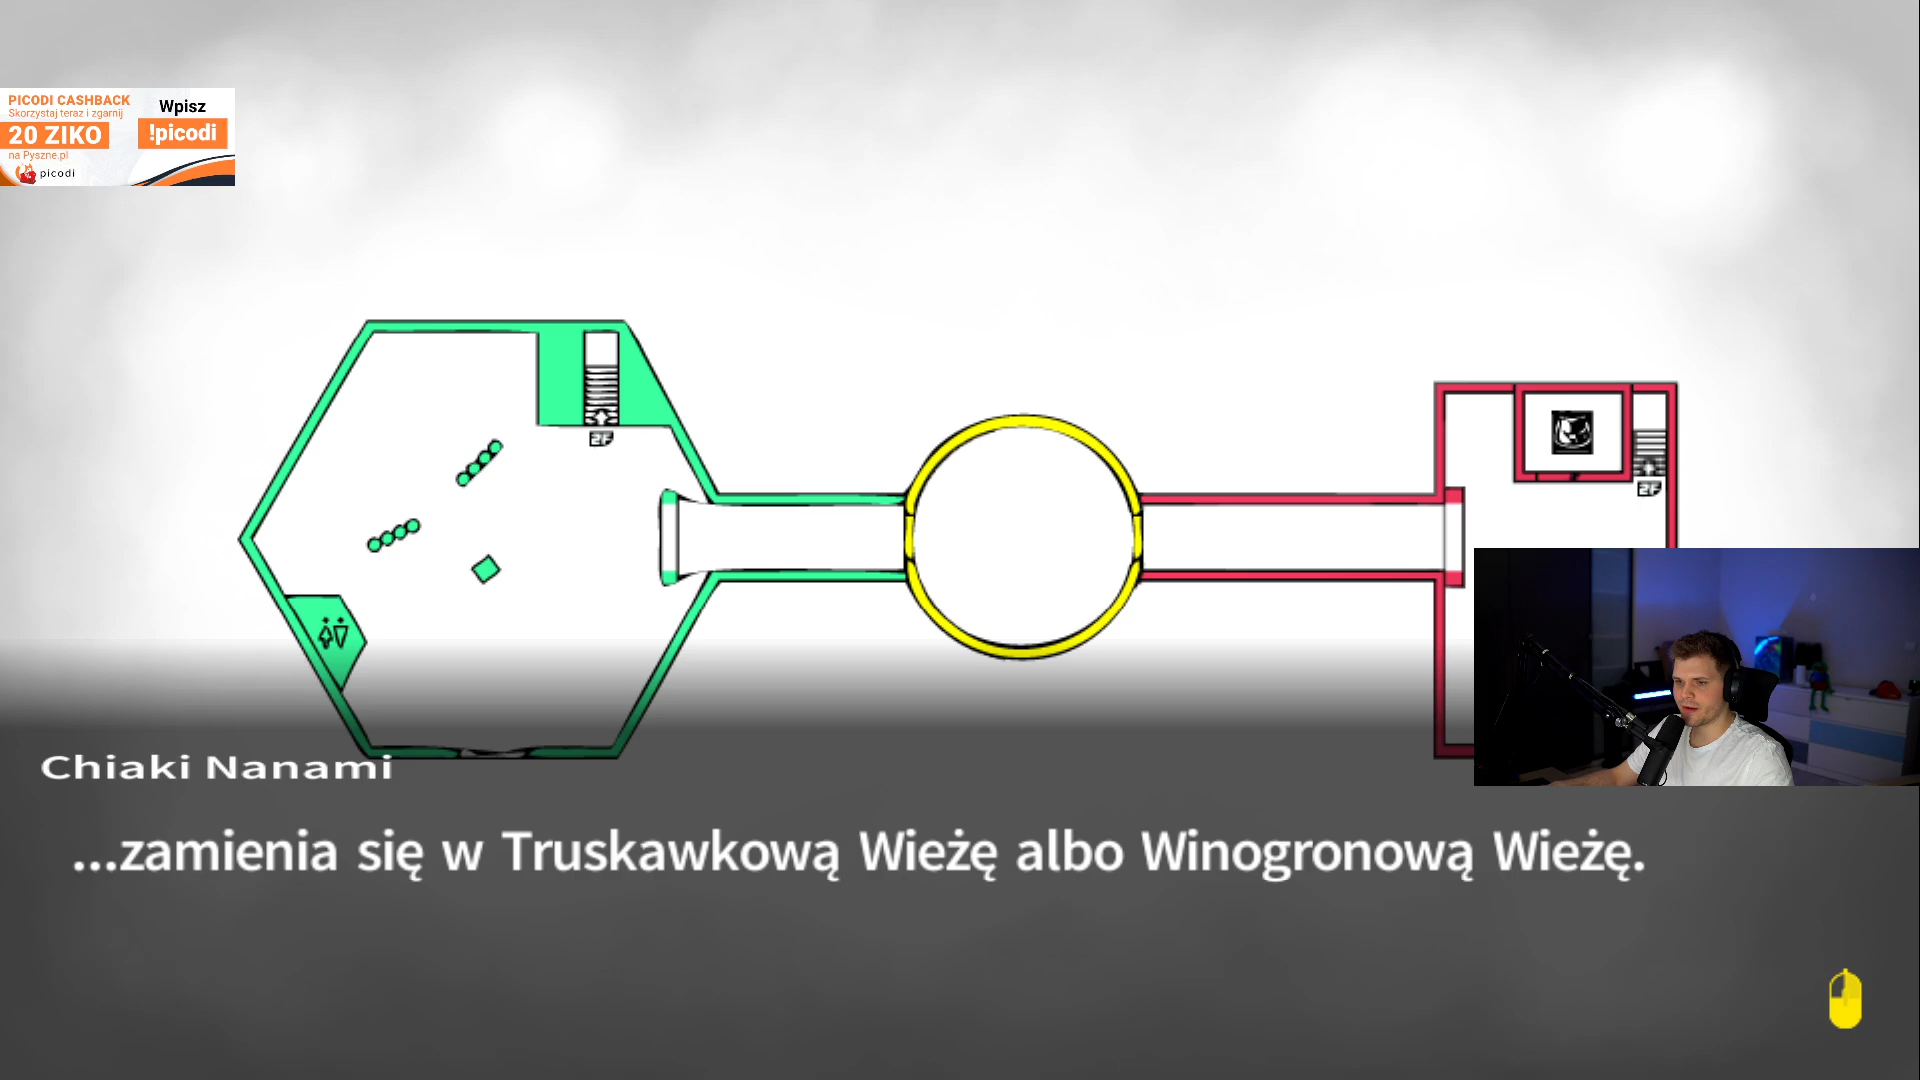 PICODI CASHBACK
Skorzystaj teraz i zgarnij
20 ZIKO
na Pyszne.pl
picodi
Wpisz
!picodi
2F
2F
Chiaki Nanami
...zamienia się w Truskawkową Wieżę albo Winogronową Wieżę.